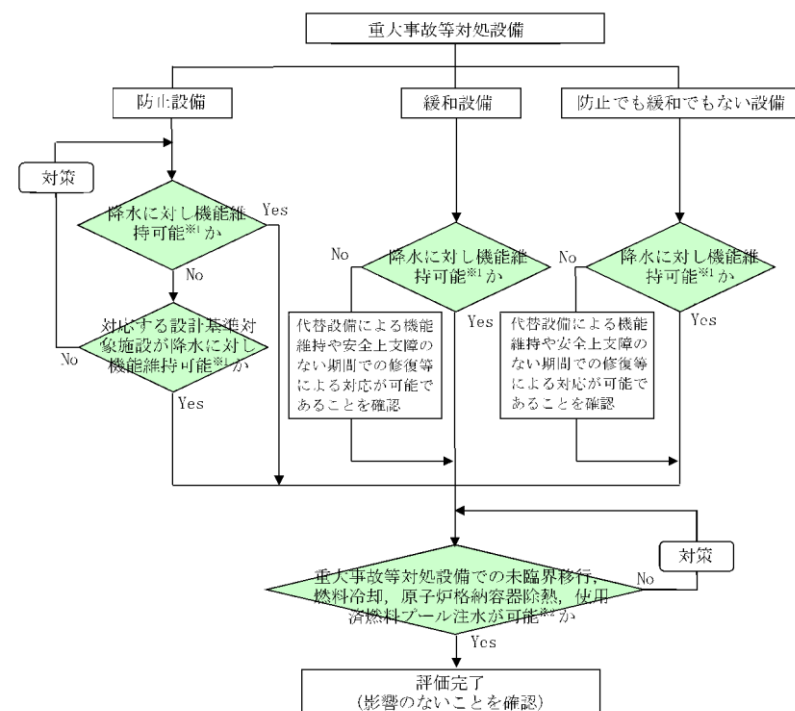 重大事故等対処設備
防止設備
緩和設備
防止でも緩和でもない設備
対策
降水に対し機能維
持可能※1か
Yes
No
対応する設計基準対
象施設が降水に対し
機能維持可能※1か
No
Yes
降水に対し機能維
持可能※1か
No
Yes
代替設備による機能
維持や安全上支障の
ない期間での修復等
による対応が可能で
あることを確認
降水に対し機能維
持可能※1か
No
Yes
代替設備による機能
維持や安全上支障の
ない期間での修復等
による対応が可能で
あることを確認
対策
重大事故等対処設備での未臨界移行,
燃料冷却, 原子炉格納容器除熱, 使用
済燃料プール注水が可能※2か
No
Yes
評価完了
(影響のないことを確認)